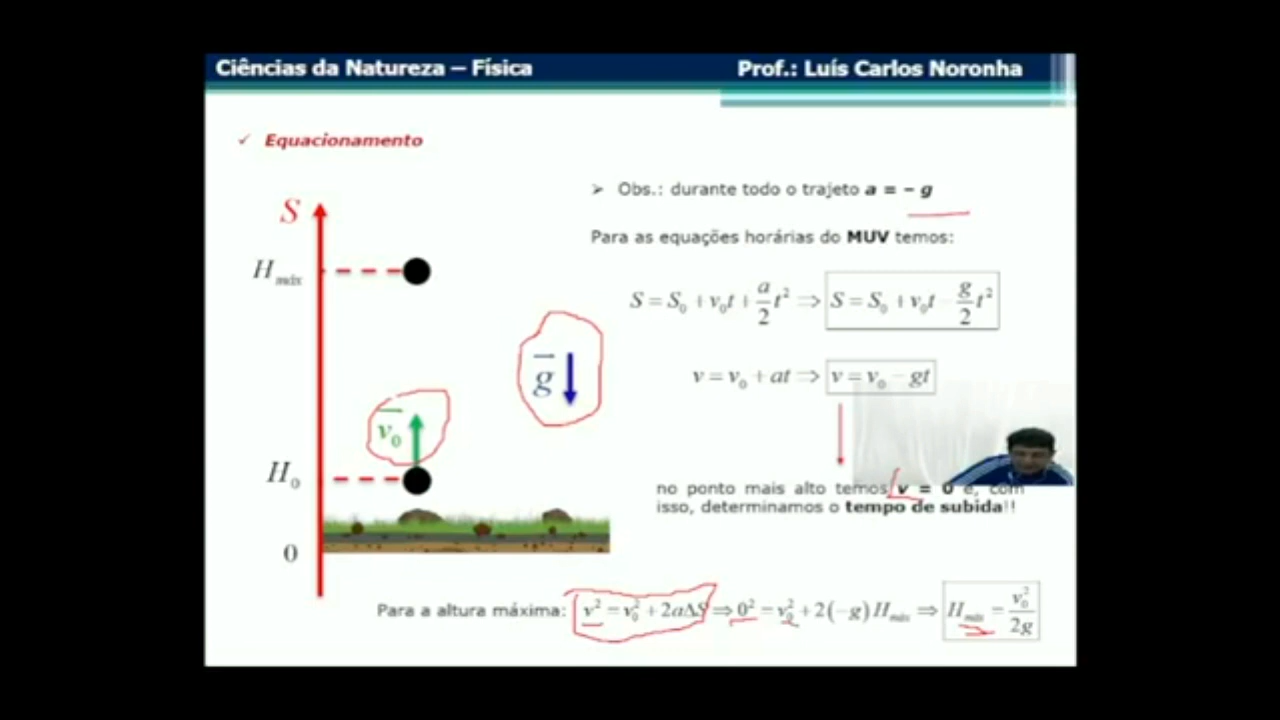 Ciências da Natureza – Física
Prof.: Luís Carlos Noronha
✓ Equacionamento
➢ Obs.: durante todo o trajeto a = – g
Para as equações horárias do MUV temos:
S
H máx
S = S₀ + v₀t + a/2 t² ⇒ S = S₀ + v₀t − g/2 t²
g
v = v₀ + at ⇒ v = v₀ − gt
v₀
H₀
no ponto mais alto temos v = 0 e, com
isso, determinamos o tempo de subida!!
0
Para a altura máxima: v² = v₀² + 2aΔS ⇒ 0² = v₀² + 2(−g)H máx ⇒ H máx = v₀²/2g